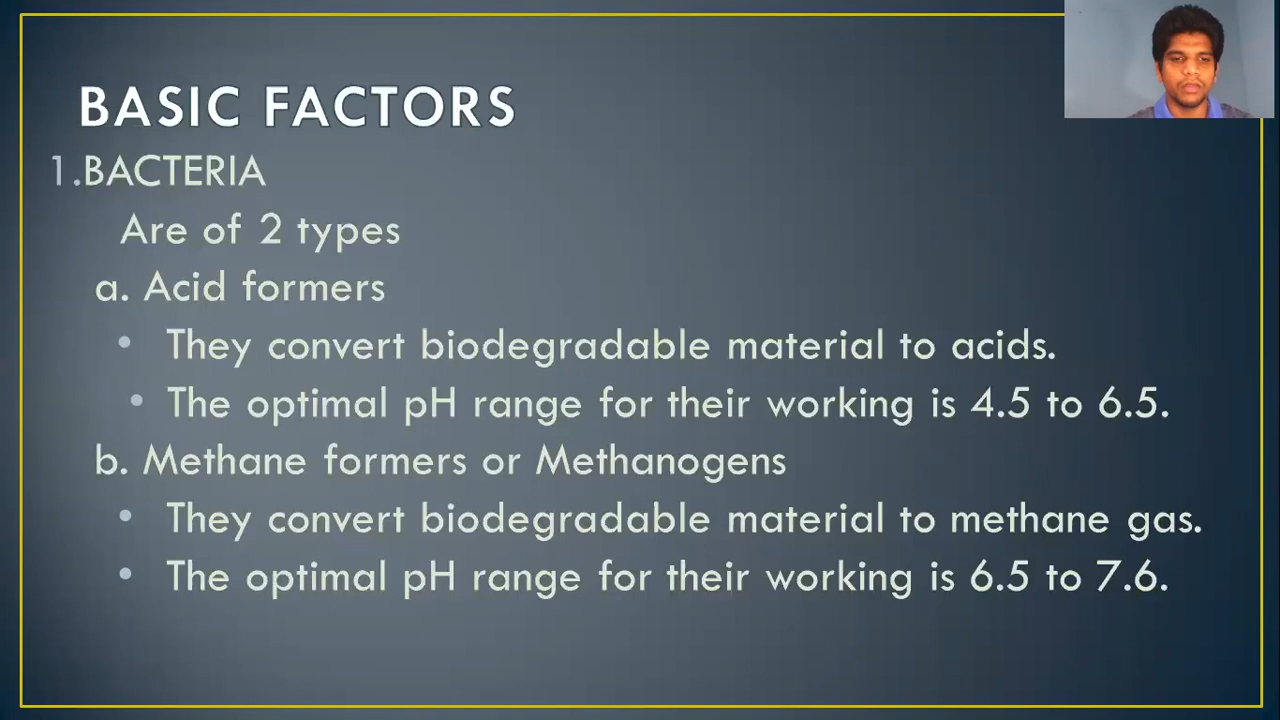 BASIC FACTORS
1.BACTERIA
Are of 2 types
a. Acid formers
• They convert biodegradable material to acids.
• The optimal pH range for their working is 4.5 to 6.5.
b. Methane formers or Methanogens
• They convert biodegradable material to methane gas.
• The optimal pH range for their working is 6.5 to 7.6.